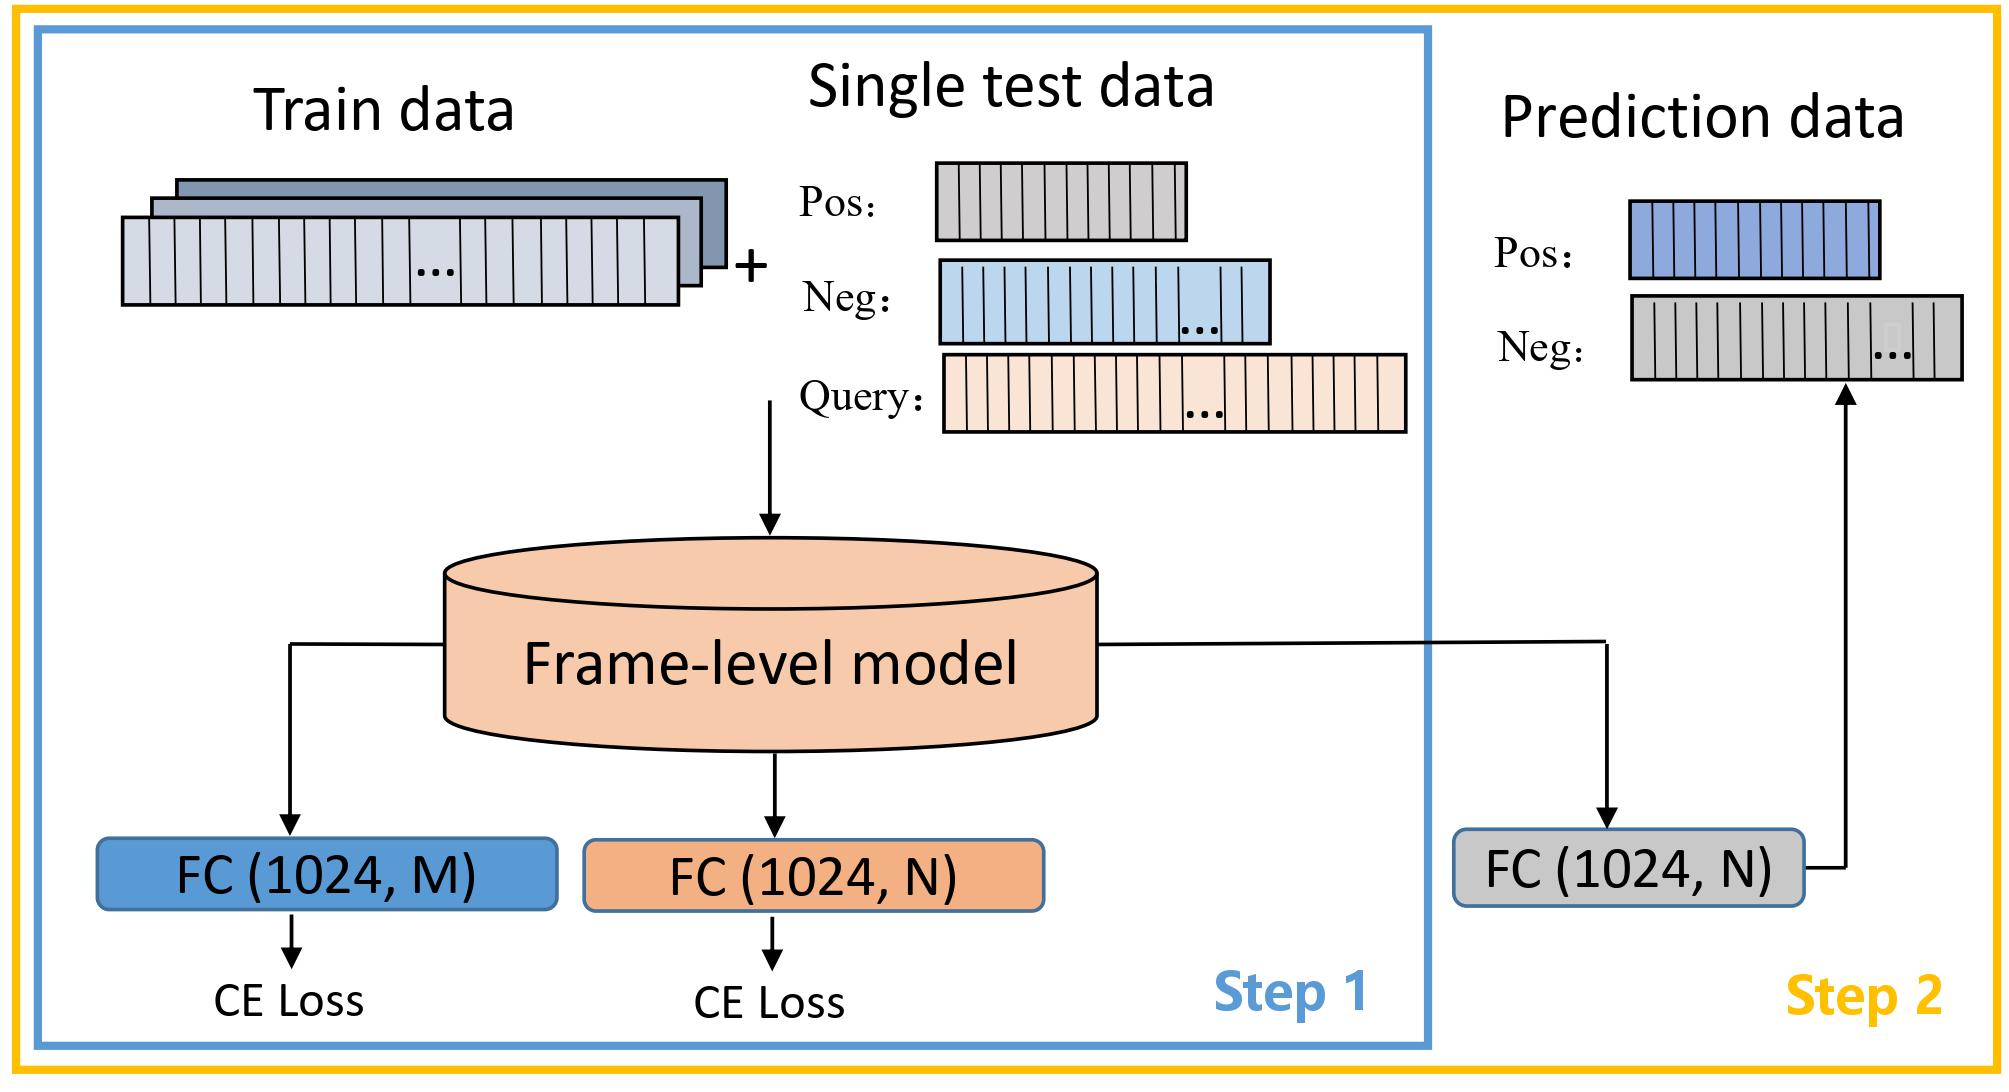 Train data
Single test data
Prediction data
Pos：
Neg：
Query：
+
...
...
...
Pos：
Neg：
...
Frame-level model
FC (1024, M)
FC (1024, N)
FC (1024, N)
CE Loss
CE Loss
Step 1
Step 2